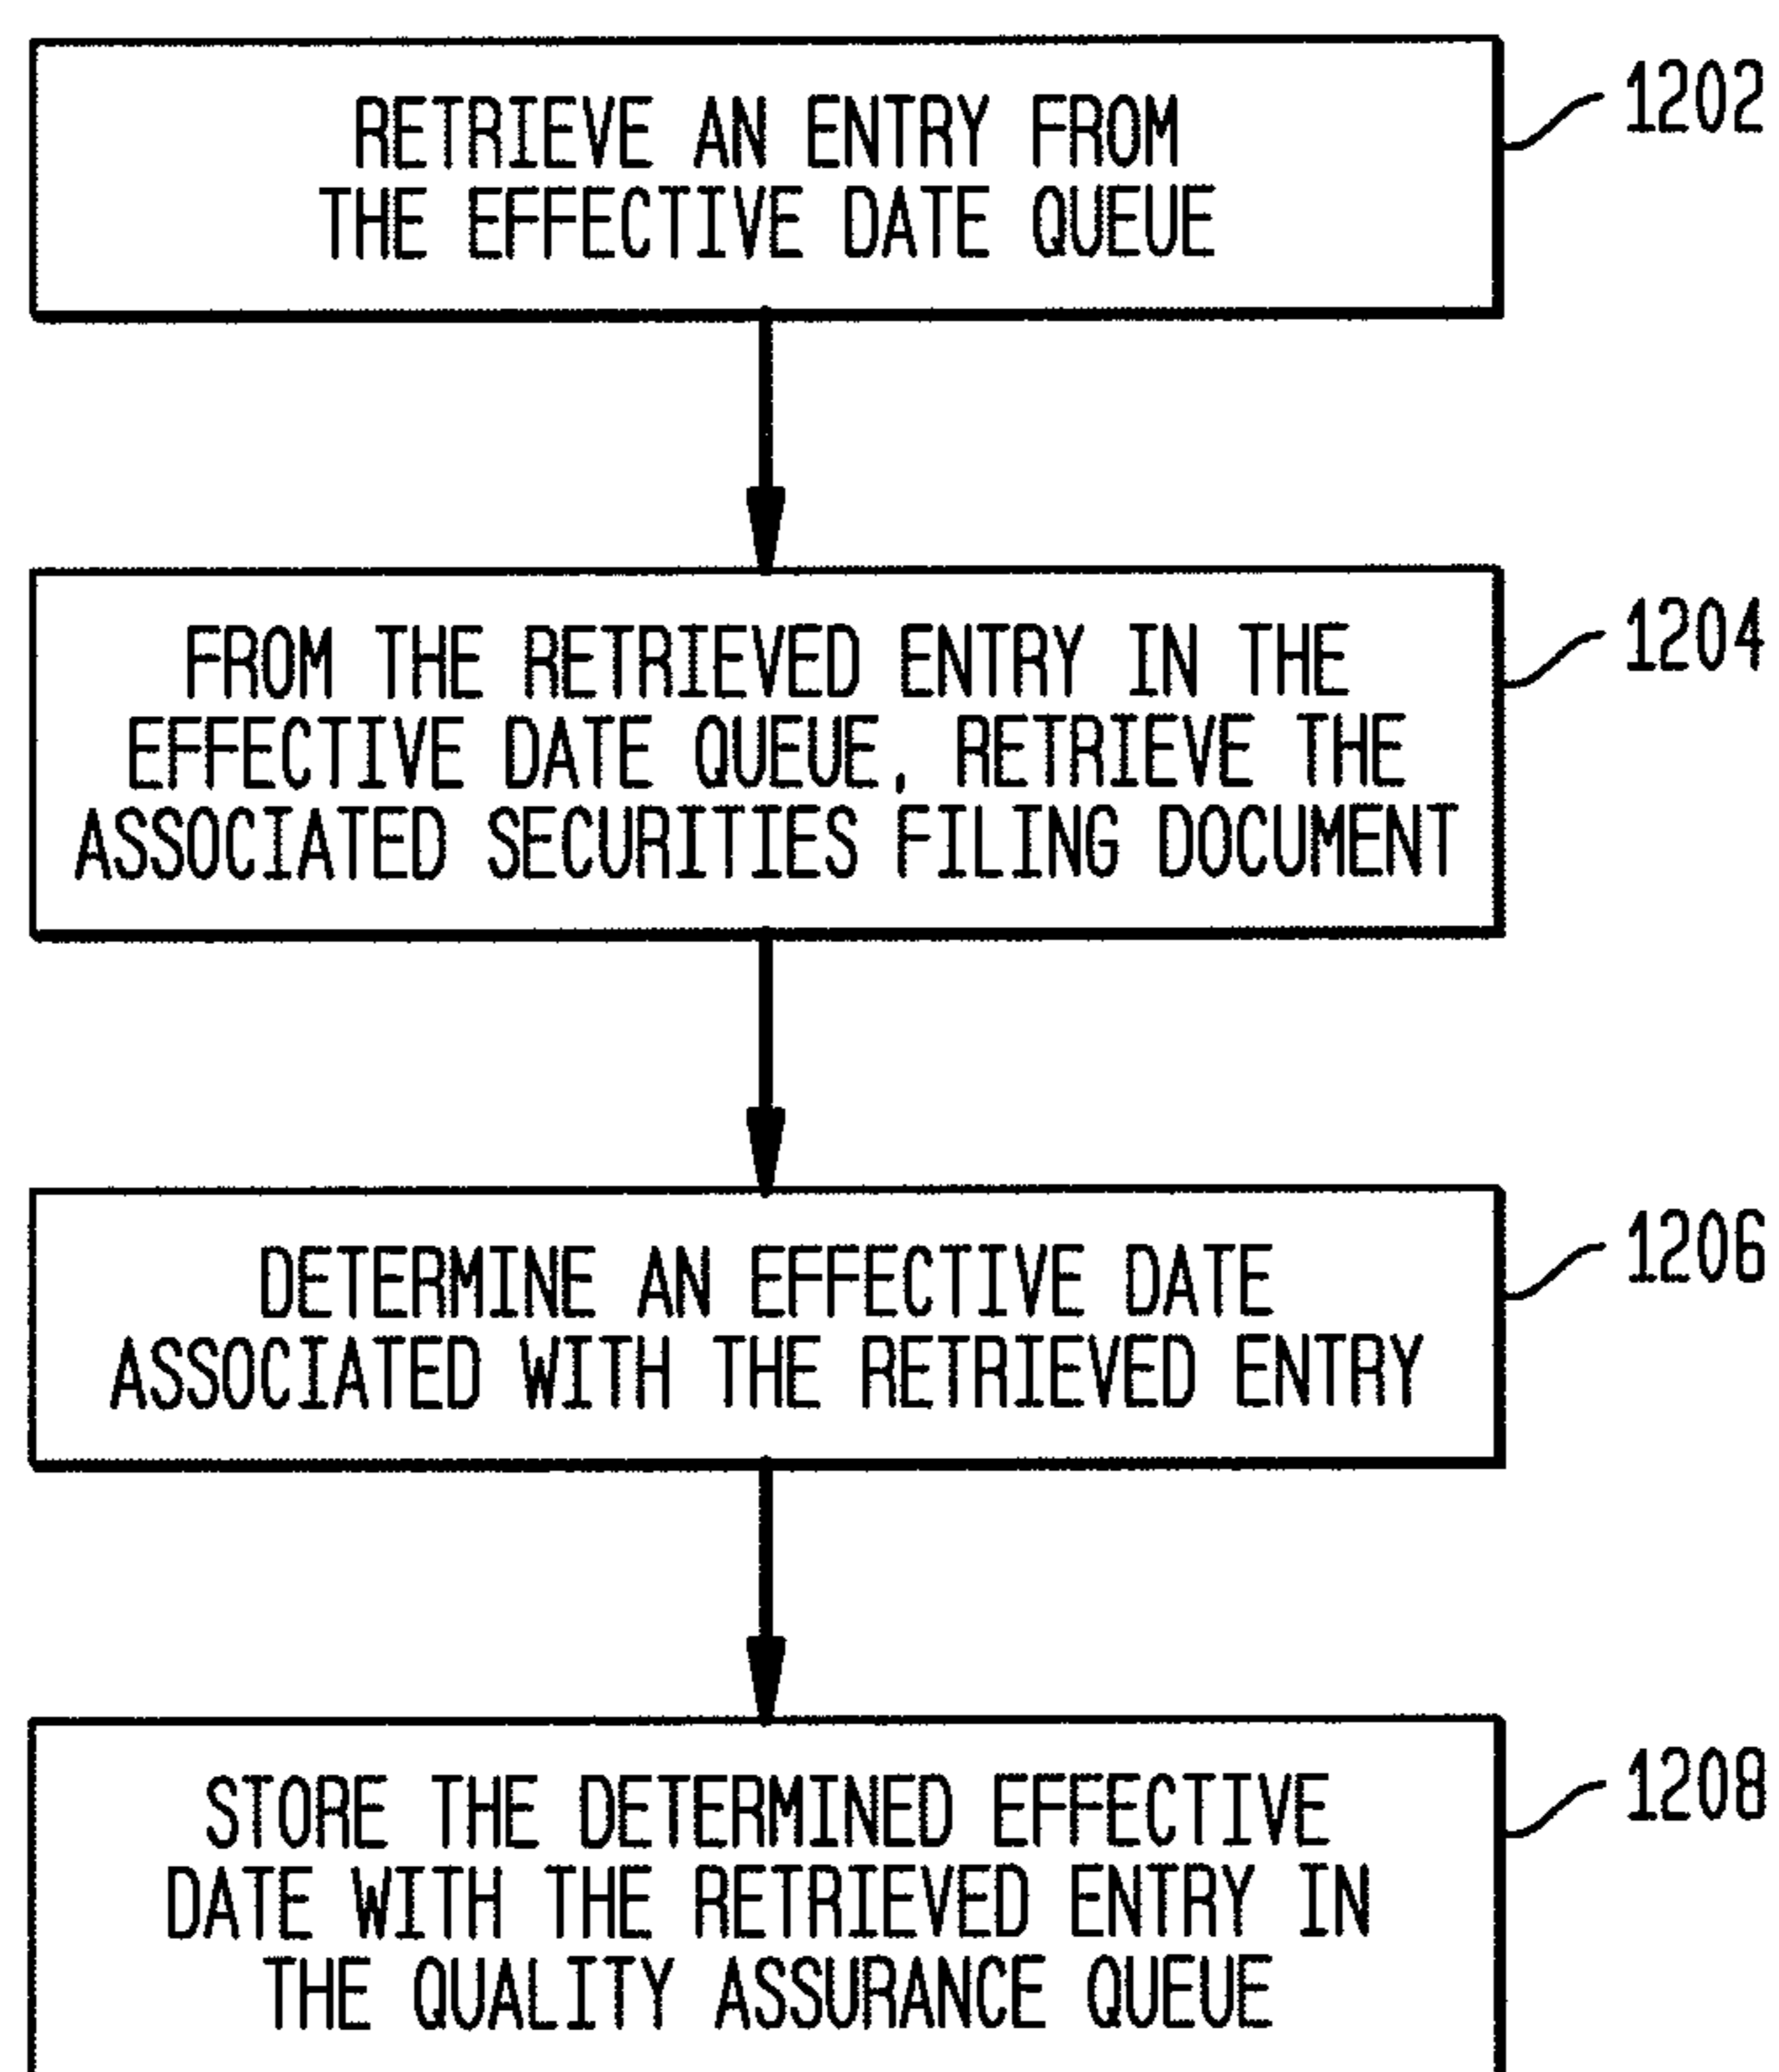 RETRIEVE AN ENTRY FROM
THE EFFECTIVE DATE QUEUE
1202
FROM THE RETRIEVED ENTRY IN THE
EFFECTIVE DATE QUEUE, RETRIEVE THE
ASSOCIATED SECURITIES FILING DOCUMENT
1204
DETERMINE AN EFFECTIVE DATE
ASSOCIATED WITH THE RETRIEVED ENTRY
1206
STORE THE DETERMINED EFFECTIVE
DATE WITH THE RETRIEVED ENTRY IN
THE QUALITY ASSURANCE QUEUE
1208